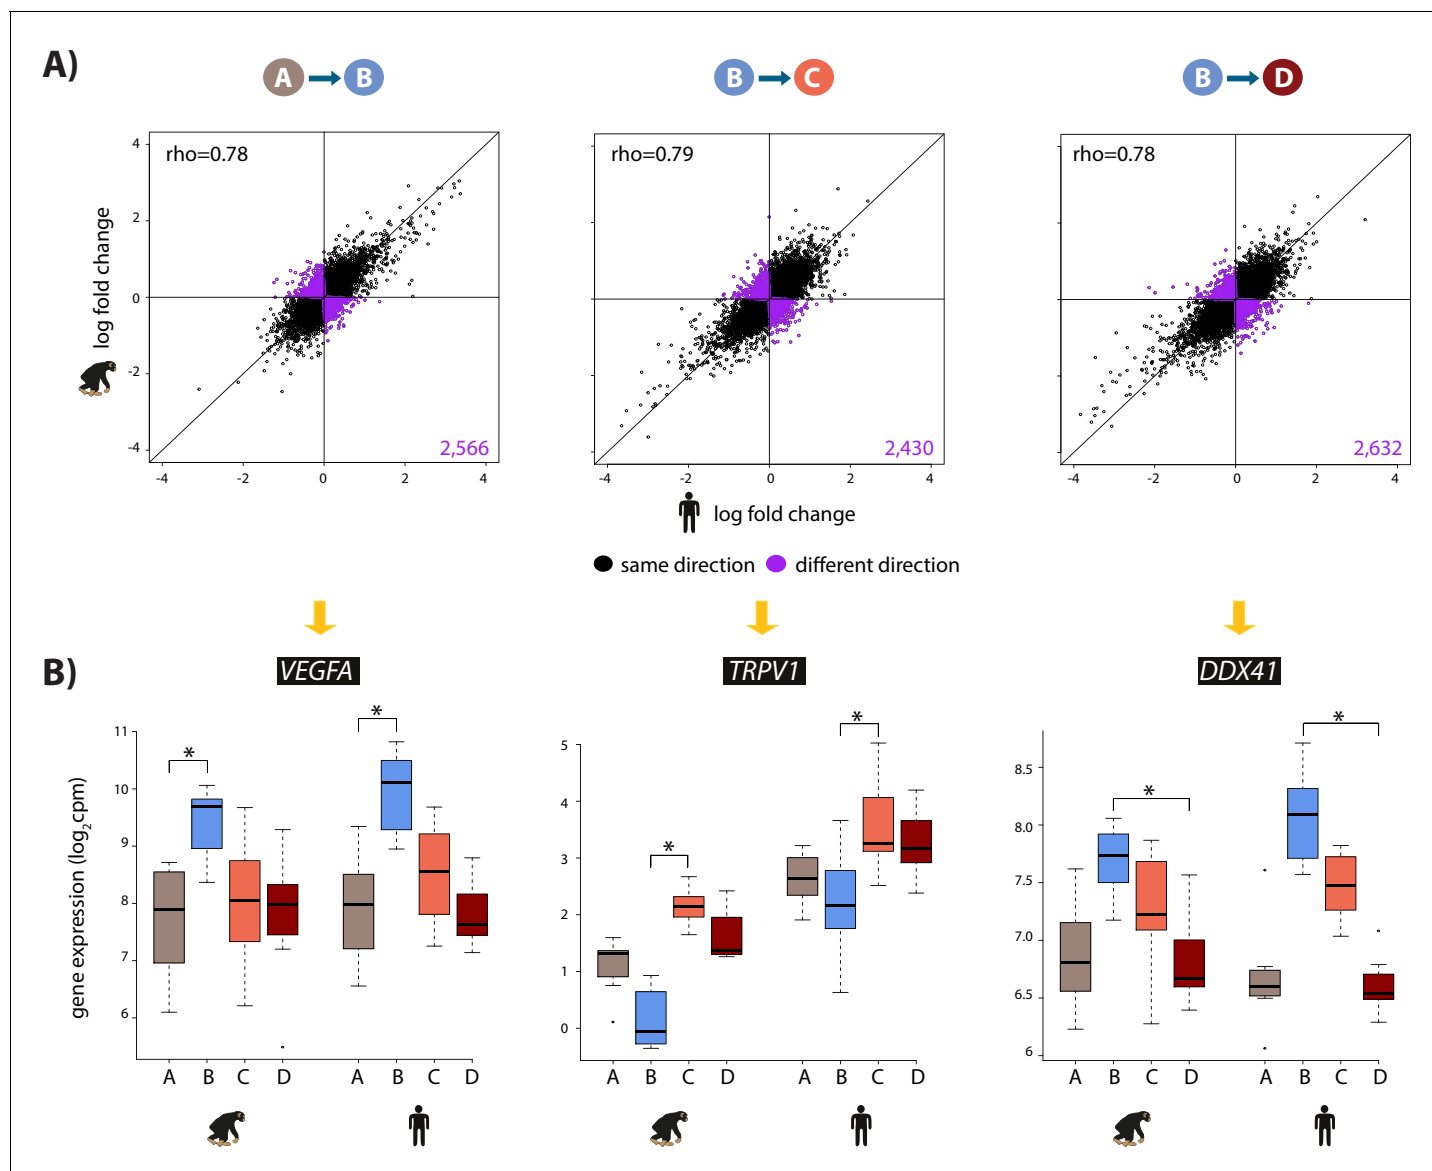 A)
A B
B C
B D
rho=0.78
rho=0.79
rho=0.78
log fold change
4
2
0
-2
-4
2,566
2,430
2,632
-4 -2 0 2 4
-4 -2 0 2 4
-4 -2 0 2 4
log fold change
same direction different direction
B)
VEGFA
TRPV1
DDX41
gene expression (log2cpm)
11
10
9
8
7
6
* *
A B C D A B C D
5
4
3
2
1
0
* *
A B C D A B C D
8.5
8.0
7.5
7.0
6.5
6
* *
A B C D A B C D